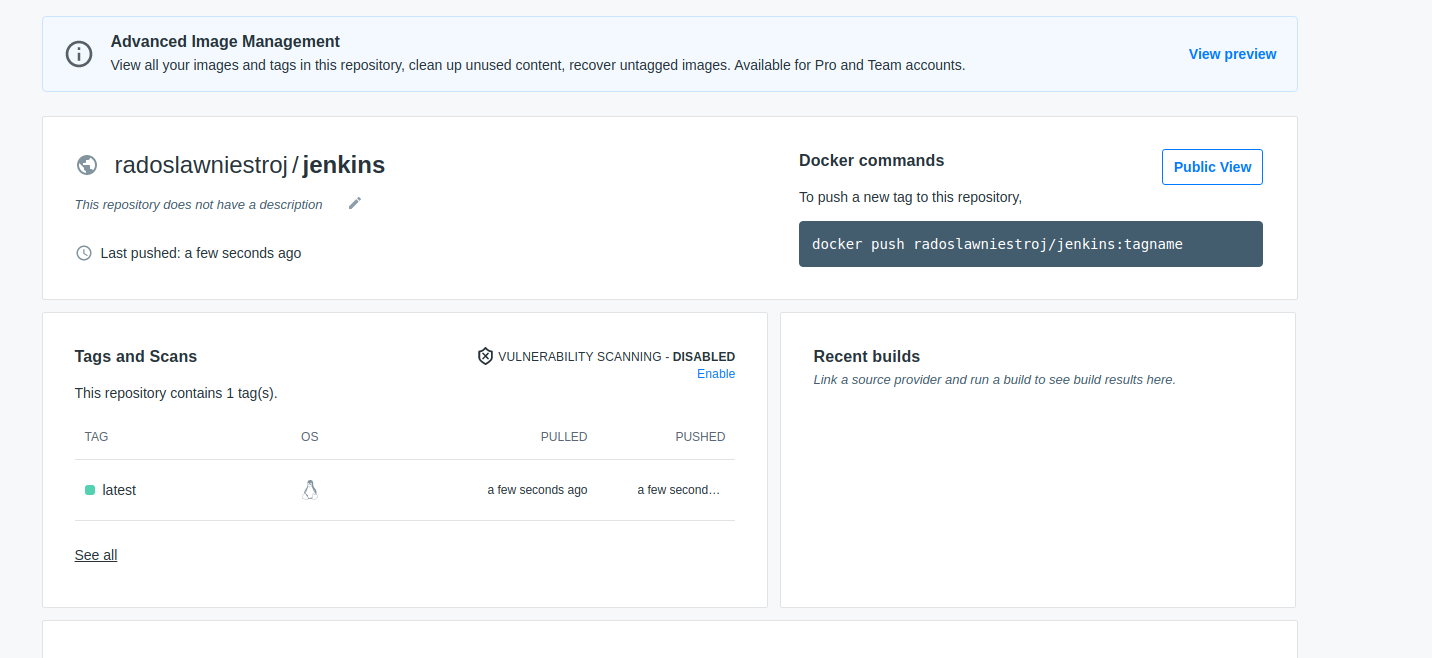 Advanced Image Management
View all your images and tags in this repository, clean up unused content, recover untagged images. Available for Pro and Team accounts.
View preview
radoslawniestroj / jenkins
This repository does not have a description
Last pushed: a few seconds ago
Docker commands
Public View
To push a new tag to this repository,
docker push radoslawniestroj/jenkins:tagname
Tags and Scans
VULNERABILITY SCANNING - DISABLED
Enable
This repository contains 1 tag(s).
TAG OS PULLED PUSHED
latest a few seconds ago a few second…
See all
Recent builds
Link a source provider and run a build to see build results here.